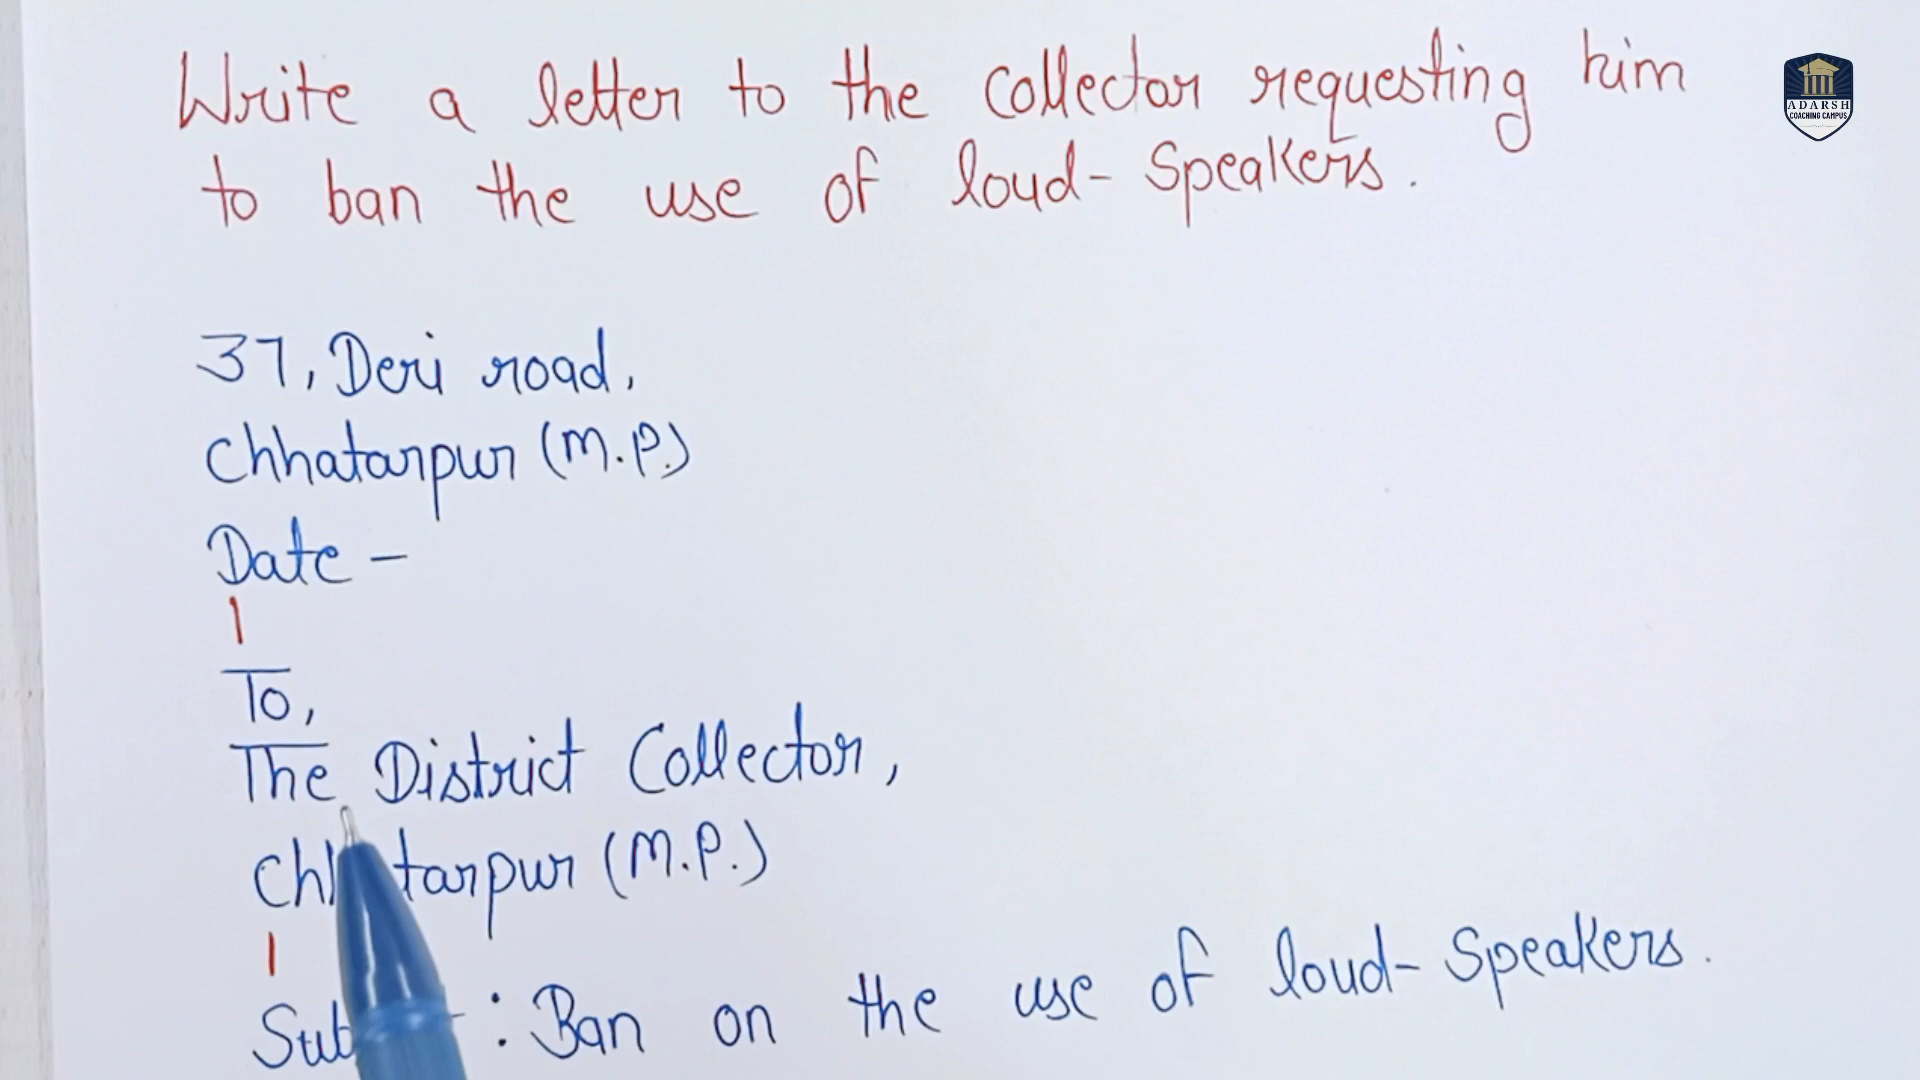 Write a letter to the Collector requesting him
to ban the use of loud-Speakers.
ADARSH
COACHING CAMPUS
37, Deri road,
Chhatarpur (M.P.)
Date -
To,
The District Collector,
(M.P.)
: Ban on the use of loud-Speakers.